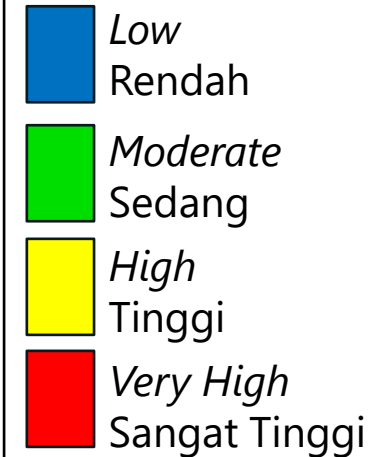 Low
Rendah
Moderate
Sedang
High
Tinggi
Very High
Sangat Tinggi